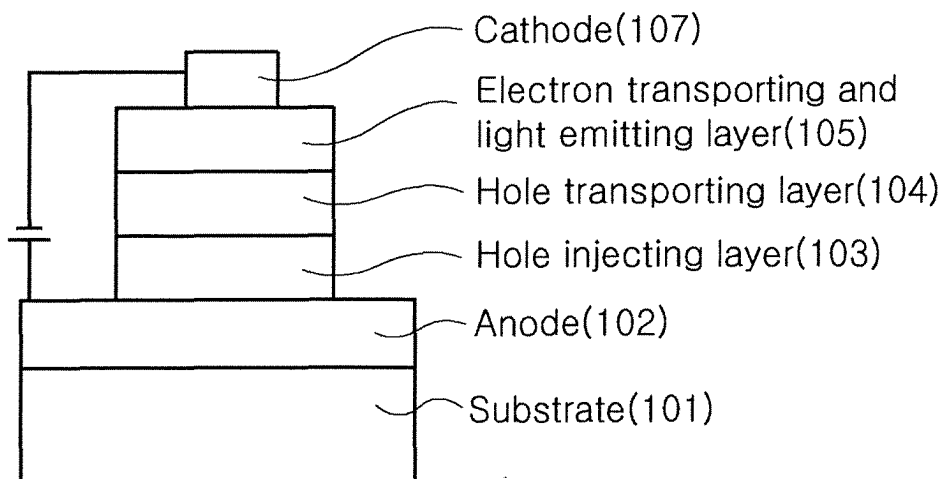 Cathode(107)
Electron transporting and
light emitting layer(105)
Hole transporting layer(104)
Hole injecting layer(103)
Anode(102)
Substrate(101)